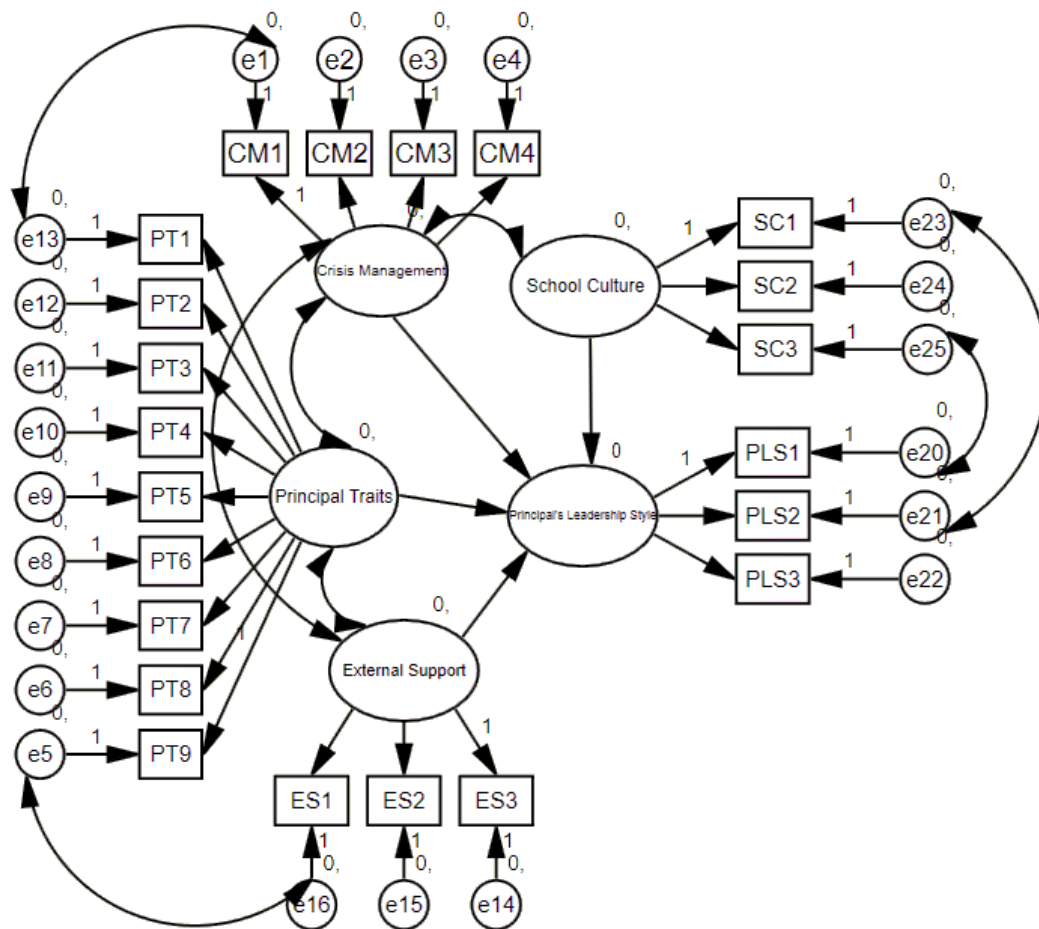 0, 0, 0, 0,
e1 e2 e3 e4
1 1 1 1
CM1 CM2 CM3 CM4
1
0,
Crisis Management
0,
School Culture
1
SC1 1 e23
0,
SC2 1 e24
0,
SC3 1 e25
0,
0,
e13 1 PT1
0,
e12 1 PT2
0,
e11 1 PT3
0,
e10 1 PT4
0,
e9 1 PT5
0,
e8 1 PT6
0,
e7 1 PT7
0,
e6 1 PT8
0,
e5 1 PT9
1
0,
Principal Traits
0
Principal's Leadership Style
1
0,
PLS1 1 e20
0,
PLS2 1 e21
0,
PLS3 1 e22
0,
External Support
1
ES1 ES2 ES3
1 1 1
0, 0, 0,
e16 e15 e14